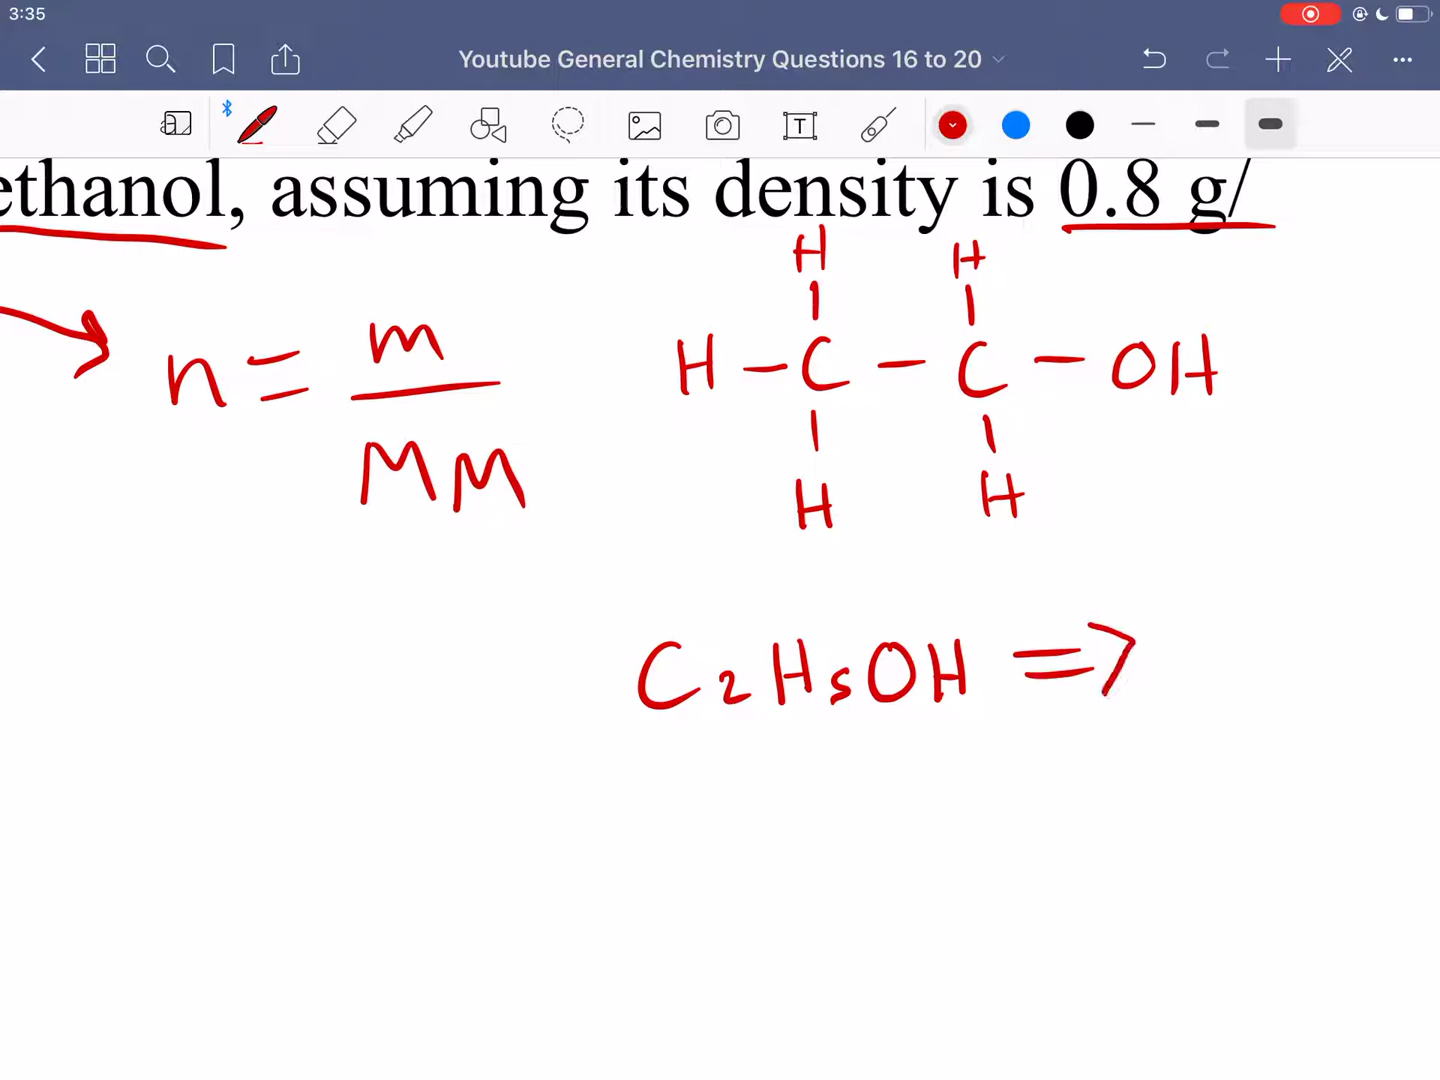 3:35
Youtube General Chemistry Questions 16 to 20
T
ethanol, assuming its density is 0.8 g/
n = m
MM
H H
H - C - C - OH
H H
C2H5OH =>